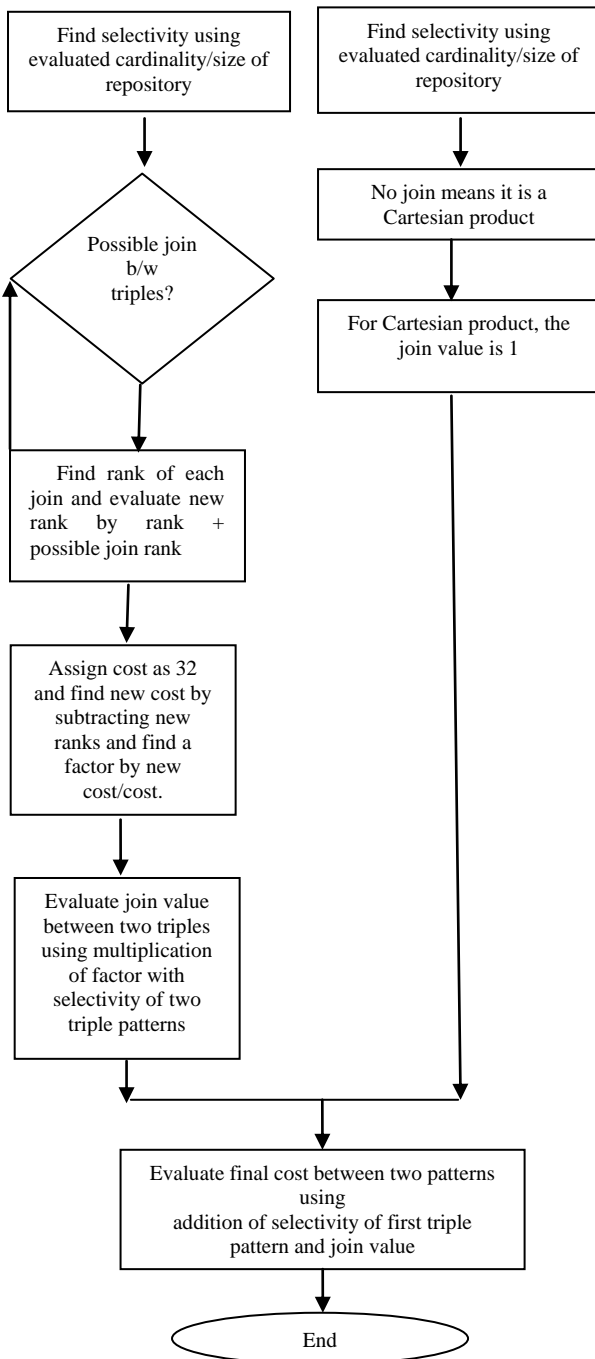 Find selectivity using
evaluated cardinality/size of
repository
Possible join
b/w
triples?
Find rank of each
join and evaluate new
rank by rank +
possible join rank
Assign cost as 32
and find new cost by
subtracting new
ranks and find a
factor by new
cost/cost.
Evaluate join value
between two triples
using multiplication
of factor with
selectivity of two
triple patterns
Find selectivity using
evaluated cardinality/size of
repository
No join means it is a
Cartesian product
For Cartesian product, the
join value is 1
Evaluate final cost between two patterns
using
addition of selectivity of first triple
pattern and join value
End